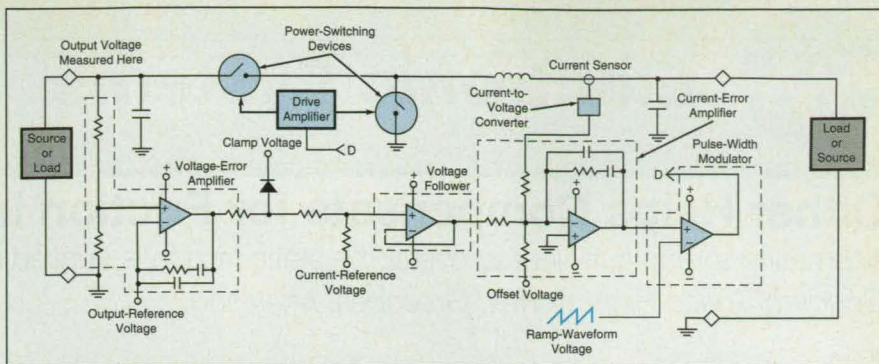 Output Voltage
Measured Here
Power-Switching
Devices
Current Sensor
Current-to-
Voltage
Converter
Current-Error
Amplifier
Source
or
Load
Drive
Amplifier
D
Clamp Voltage
Voltage-Error
Amplifier
Voltage
Follower
Pulse-Width
Modulator
D
Load
or
Source
+
+
−
−
+
+
−
−
+
−
+
−
+
+
−
−
Current-Reference
Voltage
Offset Voltage
Output-Reference
Voltage
Ramp-Waveform
Voltage